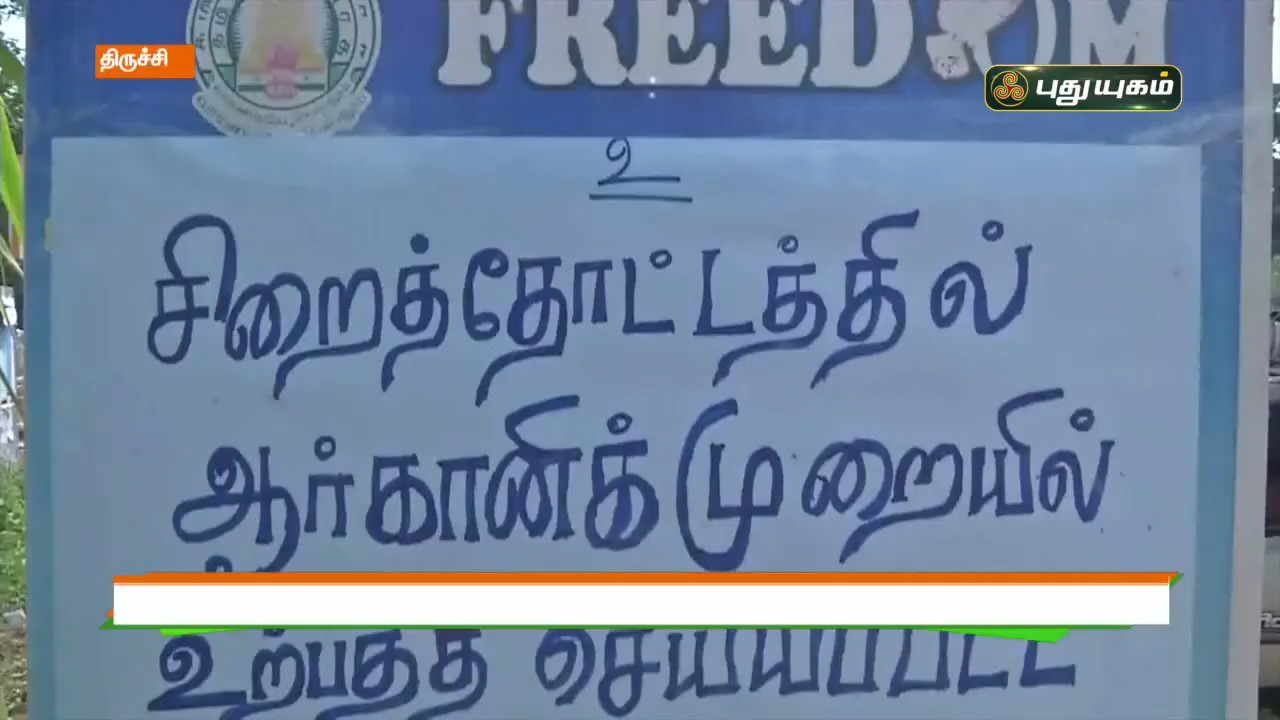 திருச்சி
FREEDOM
புதுயுகம்
உ
சிறைத்தோட்டத்தில்
ஆர்கானிக் முறையில்
உற்பத்தி செய்யப்பட்ட